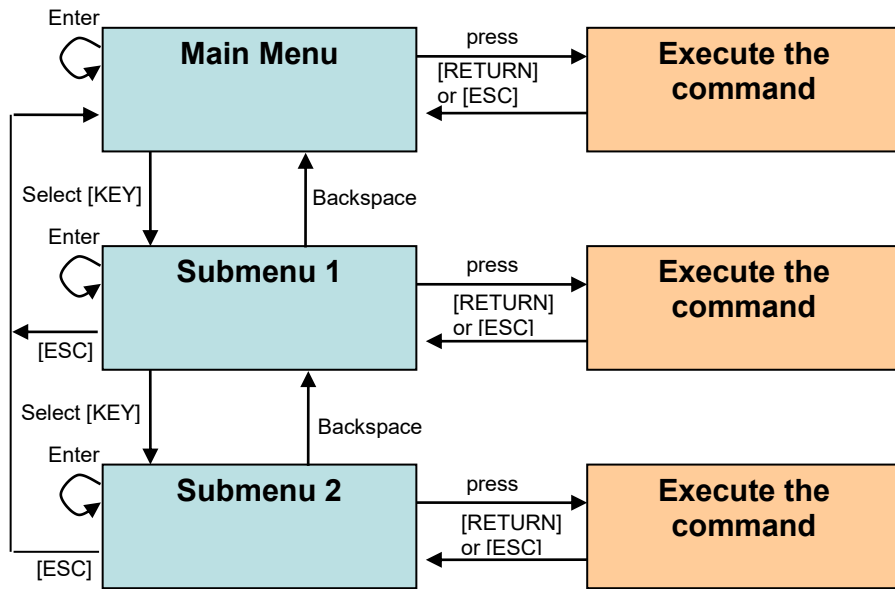 Enter
Main Menu
press
[RETURN]
or [ESC]
Execute the
command
Select [KEY]
Backspace
Enter
Submenu 1
press
[RETURN]
or [ESC]
Execute the
command
[ESC]
Select [KEY]
Backspace
Enter
Submenu 2
press
[RETURN]
or [ESC]
Execute the
command
[ESC]